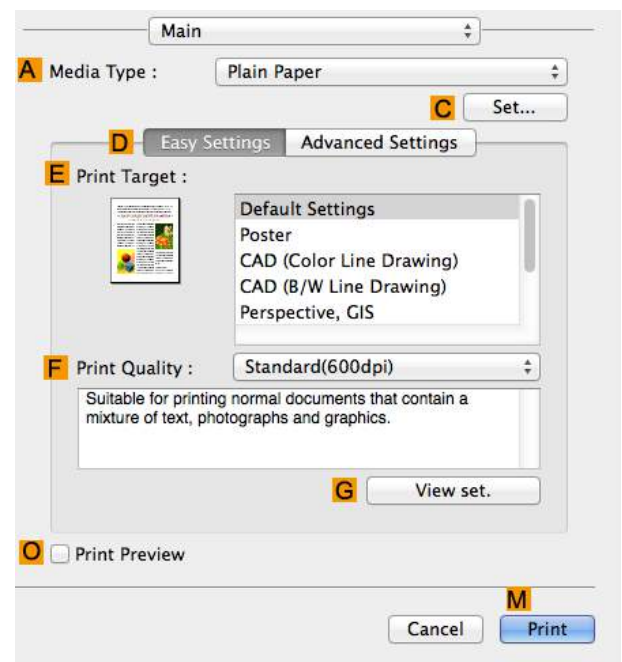 Main
A Media Type : Plain Paper
C Set...
D Easy Settings Advanced Settings
E Print Target :
Default Settings
Poster
CAD (Color Line Drawing)
CAD (B/W Line Drawing)
Perspective, GIS
F Print Quality : Standard(600dpi)
Suitable for printing normal documents that contain a
mixture of text, photographs and graphics.
G View set.
O Print Preview
M
Cancel Print